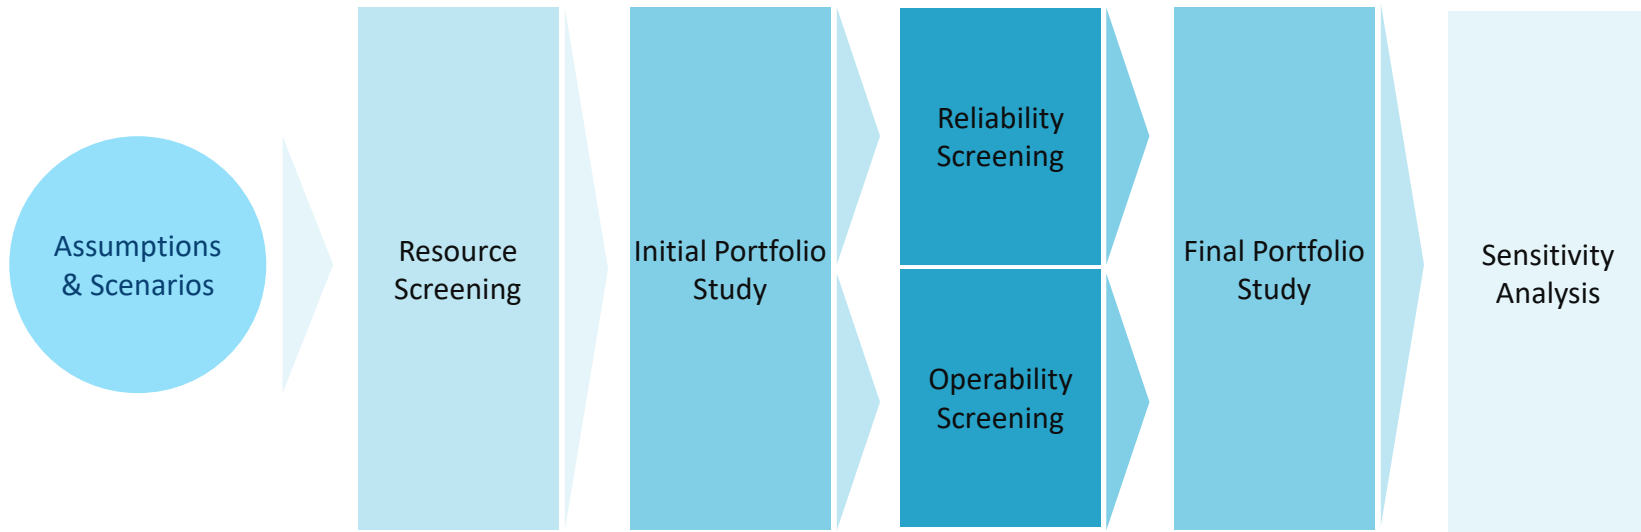 Assumptions
& Scenarios
Resource
Screening
Initial Portfolio
Study
Reliability
Screening
Operability
Screening
Final Portfolio
Study
Sensitivity
Analysis